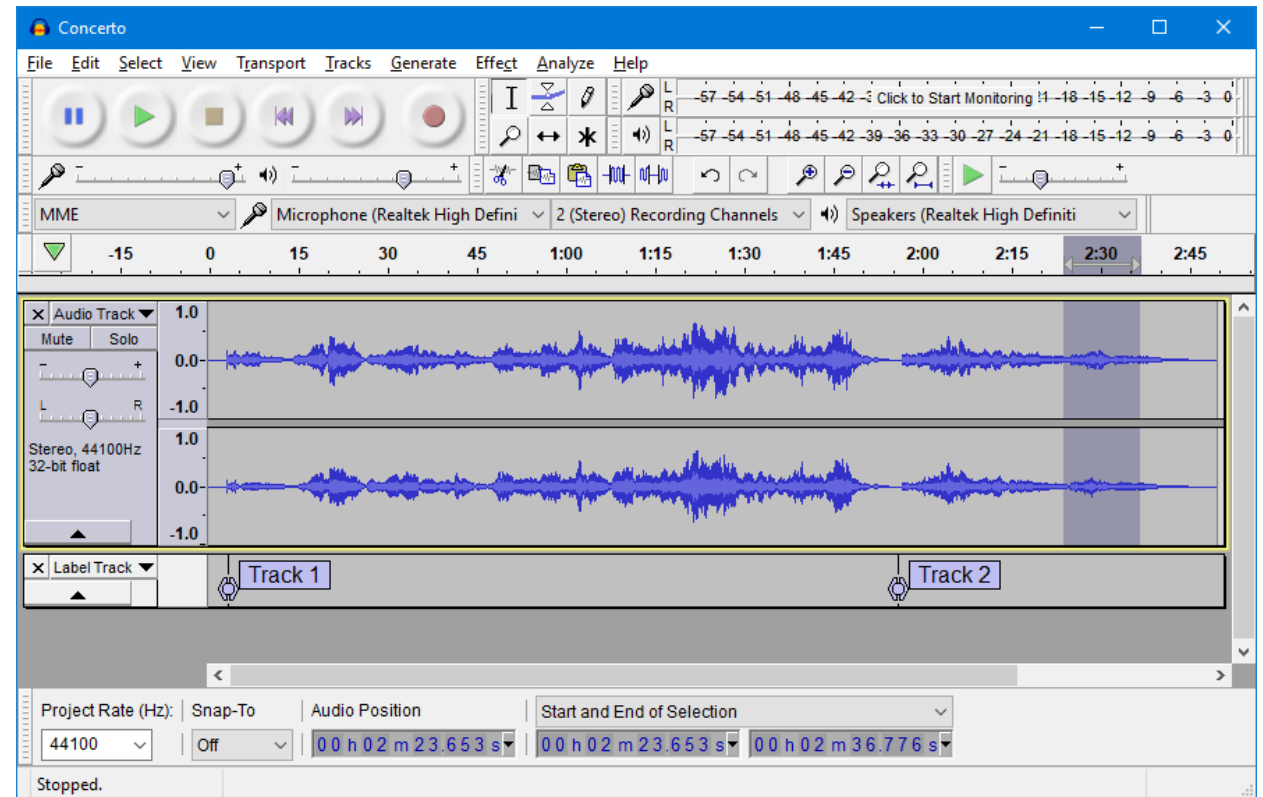 Concerto
File Edit Select View Transport Tracks Generate Effect Analyze Help
L R -57 -54 -51 -48 -45 -42 Click to Start Monitoring -18 -15 -12 -9 -6 -3 0
L R -57 -54 -51 -48 -45 -42 -39 -36 -33 -30 -27 -24 -21 -18 -15 -12 -9 -6 -3 0
- + - + - +
MME Microphone (Realtek High Defini 2 (Stereo) Recording Channels Speakers (Realtek High Definiti
-15 0 15 30 45 1:00 1:15 1:30 1:45 2:00 2:15 2:30 2:45
Audio Track 1.0
Mute Solo
- + 0.0
L R -1.0
1.0
Stereo, 44100Hz
32-bit float
0.0
-1.0
Label Track Track 1 Track 2
Project Rate (Hz): Snap-To Audio Position Start and End of Selection
44100 Off 00 h 02 m 23.653 s 00 h 02 m 23.653 s 00 h 02 m 36.776 s
Stopped.